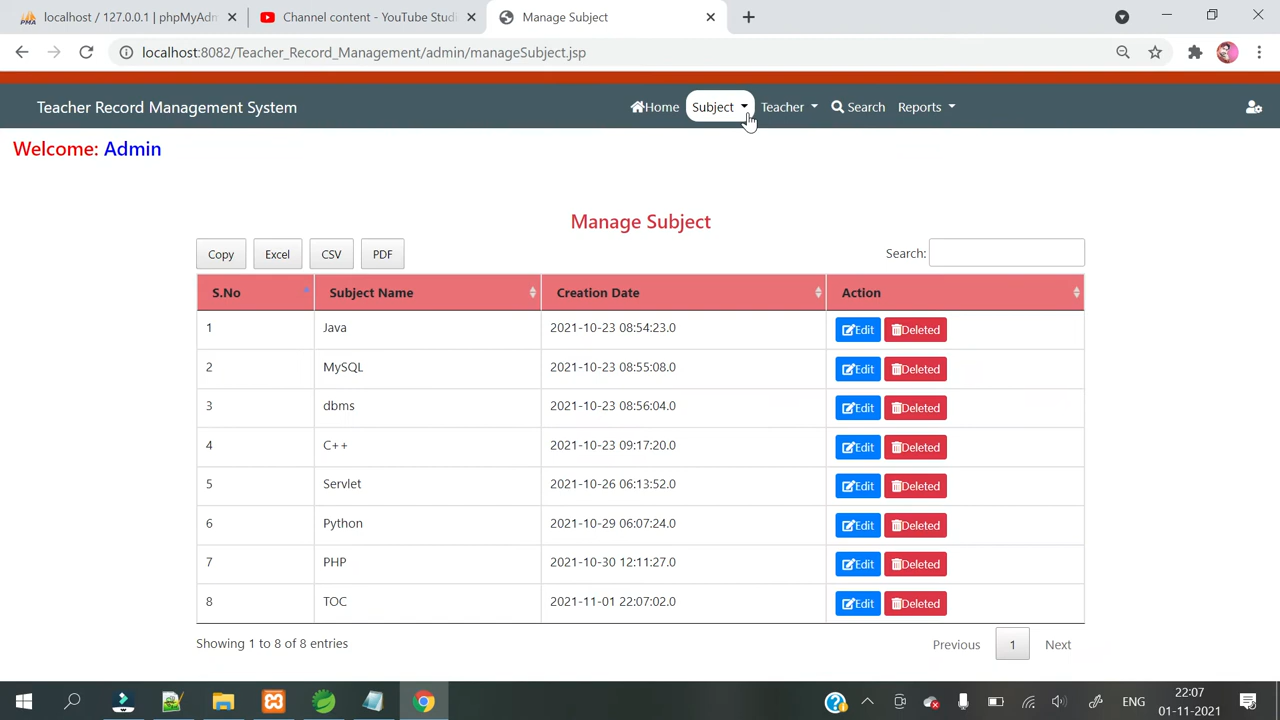 localhost / 127.0.0.1 | phpMyAdm
Channel content - YouTube Studi
Manage Subject
localhost:8082/Teacher_Record_Management/admin/manageSubject.jsp
Teacher Record Management System
Home
Subject
Teacher
Search
Reports
Welcome: Admin
Manage Subject
Copy
Excel
CSV
PDF
Search:
S.No Subject Name Creation Date Action
1 Java 2021-10-23 08:54:23.0 Edit Deleted
2 MySQL 2021-10-23 08:55:08.0 Edit Deleted
3 dbms 2021-10-23 08:56:04.0 Edit Deleted
4 C++ 2021-10-23 09:17:20.0 Edit Deleted
5 Servlet 2021-10-26 06:13:52.0 Edit Deleted
6 Python 2021-10-29 06:07:24.0 Edit Deleted
7 PHP 2021-10-30 12:11:27.0 Edit Deleted
8 TOC 2021-11-01 22:07:02.0 Edit Deleted
Showing 1 to 8 of 8 entries
Previous 1 Next
ENG
22:07
01-11-2021